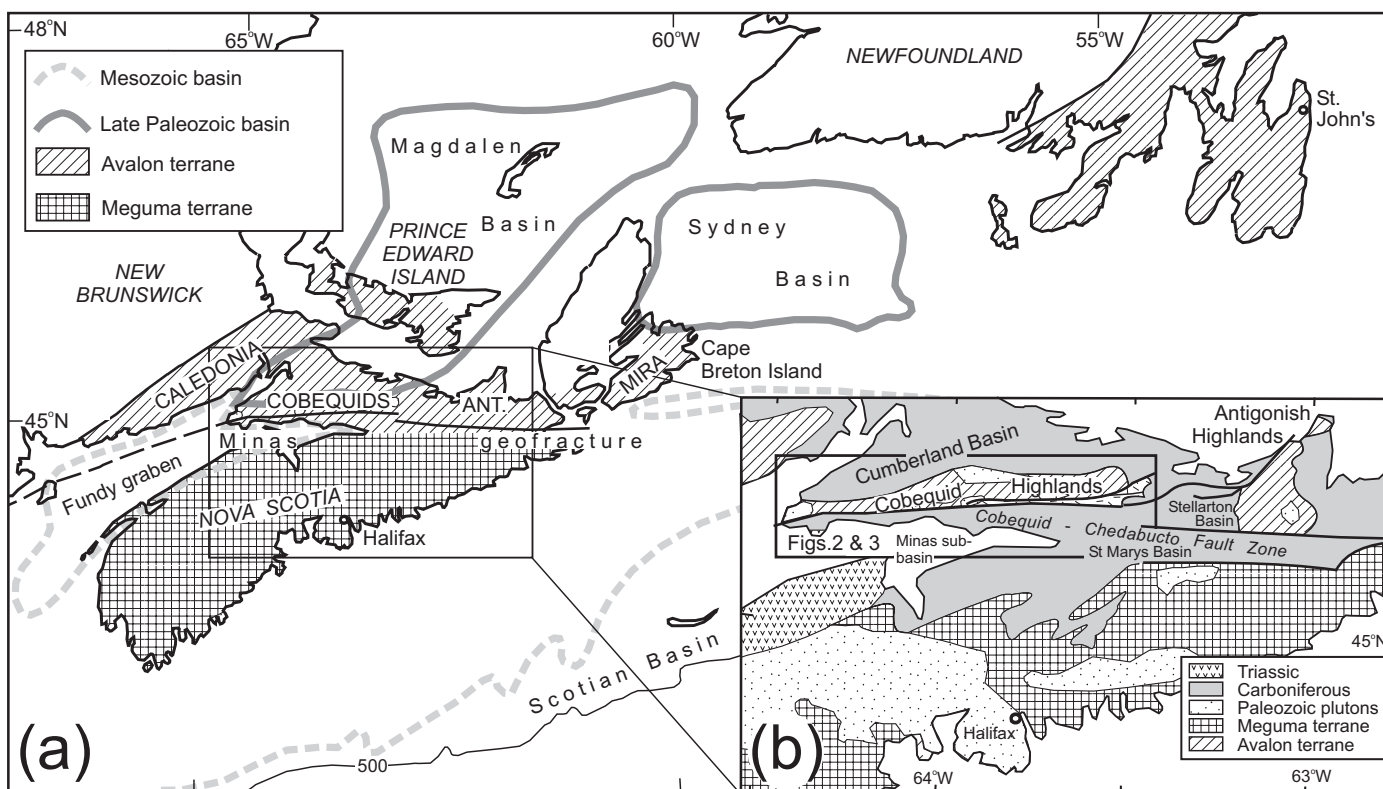 48°N
65°W
60°W
55°W
Mesozoic basin
Late Paleozoic basin
Avalon terrane
Meguma terrane
NEWFOUNDLAND
St.
John's
Magdalen
Basin
PRINCE
EDWARD
ISLAND
Sydney
Basin
NEW
BRUNSWICK
CALEDONIA
COBEQUIDS
ANT.
MIRA
Cape
Breton Island
45°N
Minas geofracture
Fundy graben
NOVA SCOTIA
Halifax
Scotian Basin
500
(a)
Antigonish
Highlands
Cumberland Basin
Cobequid Highlands
Stellarton
Basin
Cobequid - Chedabucto Fault Zone
Figs.2 & 3
Minas sub-
basin
St Marys Basin
45°N
Halifax
Triassic
Carboniferous
Paleozoic plutons
Meguma terrane
Avalon terrane
(b)
64°W
63°W